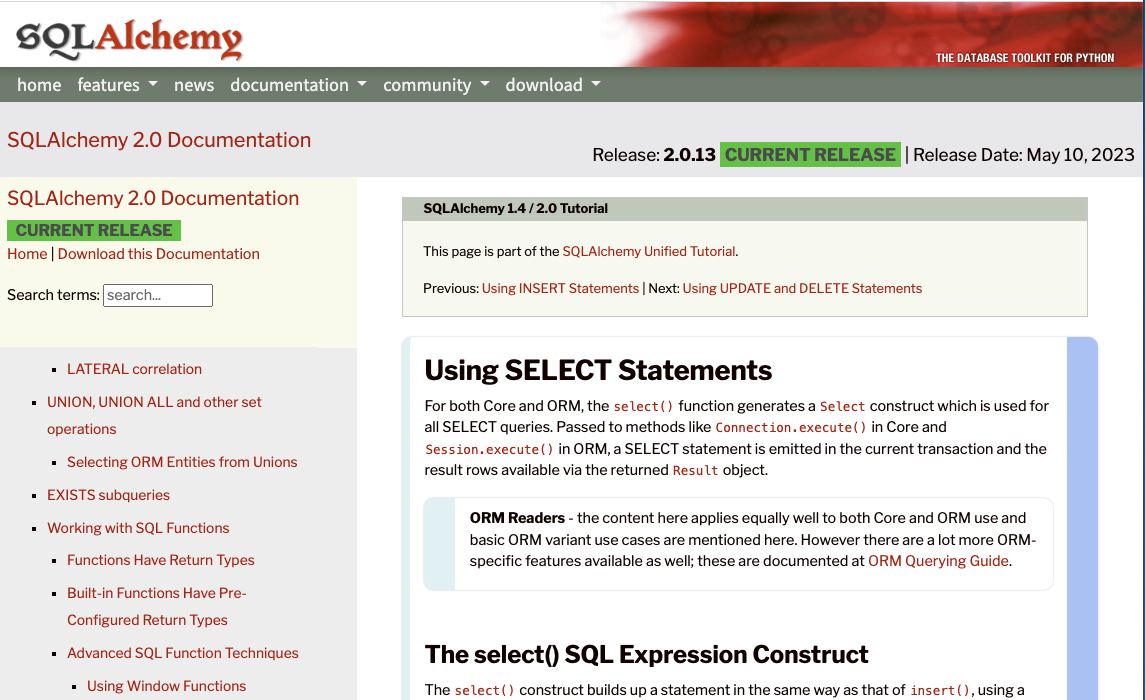 SQLAlchemy
THE DATABASE TOOLKIT FOR PYTHON
home features news documentation community download
SQLAlchemy 2.0 Documentation
Release: 2.0.13 CURRENT RELEASE | Release Date: May 10, 2023
SQLAlchemy 2.0 Documentation
CURRENT RELEASE
Home | Download this Documentation
Search terms: search...
LATERAL correlation
UNION, UNION ALL and other set
operations
Selecting ORM Entities from Unions
EXISTS subqueries
Working with SQL Functions
Functions Have Return Types
Built-in Functions Have Pre-
Configured Return Types
Advanced SQL Function Techniques
Using Window Functions
SQLAlchemy 1.4 / 2.0 Tutorial
This page is part of the SQLAlchemy Unified Tutorial.
Previous: Using INSERT Statements | Next: Using UPDATE and DELETE Statements
Using SELECT Statements
For both Core and ORM, the select() function generates a Select construct which is used for
all SELECT queries. Passed to methods like Connection.execute() in Core and
Session.execute() in ORM, a SELECT statement is emitted in the current transaction and the
result rows available via the returned Result object.
ORM Readers - the content here applies equally well to both Core and ORM use and
basic ORM variant use cases are mentioned here. However there are a lot more ORM-
specific features available as well; these are documented at ORM Querying Guide.
The select() SQL Expression Construct
The select() construct builds up a statement in the same way as that of insert(), using a